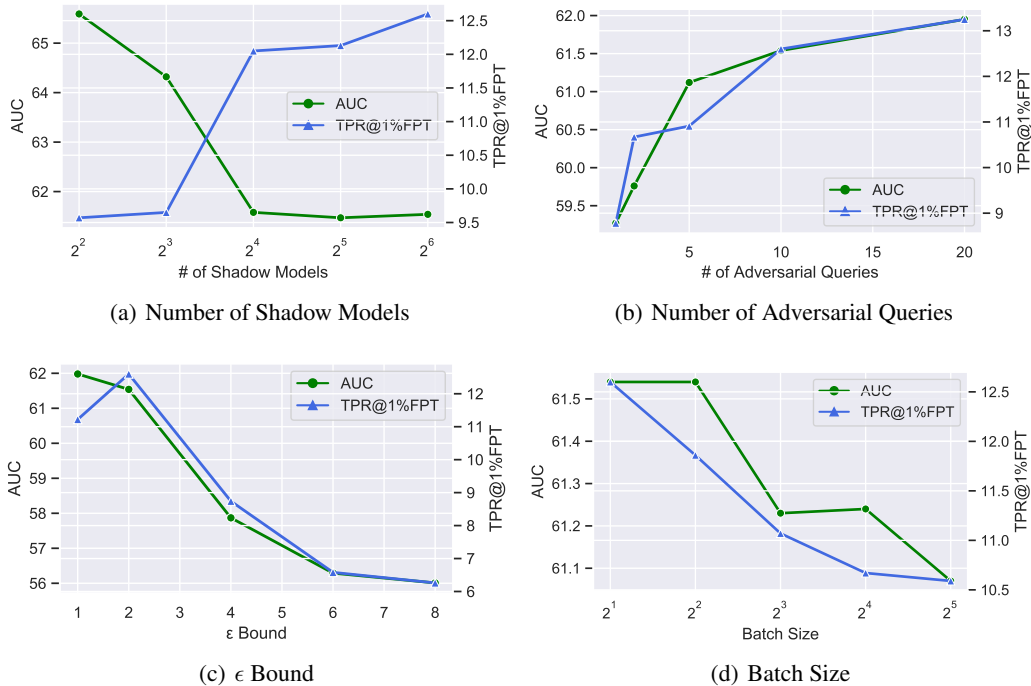 65
64
63
62
AUC
12.5
12.0
11.5
11.0
10.5
10.0
9.5
TPR@1%FPT
AUC
TPR@1%FPT
2^2
2^3
2^4
2^5
2^6
# of Shadow Models
(a) Number of Shadow Models
62.0
61.5
61.0
60.5
60.0
59.5
AUC
13
12
11
10
9
TPR@1%FPT
AUC
TPR@1%FPT
5
10
15
20
# of Adversarial Queries
(b) Number of Adversarial Queries
62
61
60
59
58
57
56
AUC
12
11
10
9
8
7
6
TPR@1%FPT
AUC
TPR@1%FPT
1
2
3
4
5
6
7
8
ε Bound
(c) ϵ Bound
61.5
61.4
61.3
61.2
61.1
AUC
12.5
12.0
11.5
11.0
10.5
TPR@1%FPT
AUC
TPR@1%FPT
2^1
2^2
2^3
2^4
2^5
Batch Size
(d) Batch Size